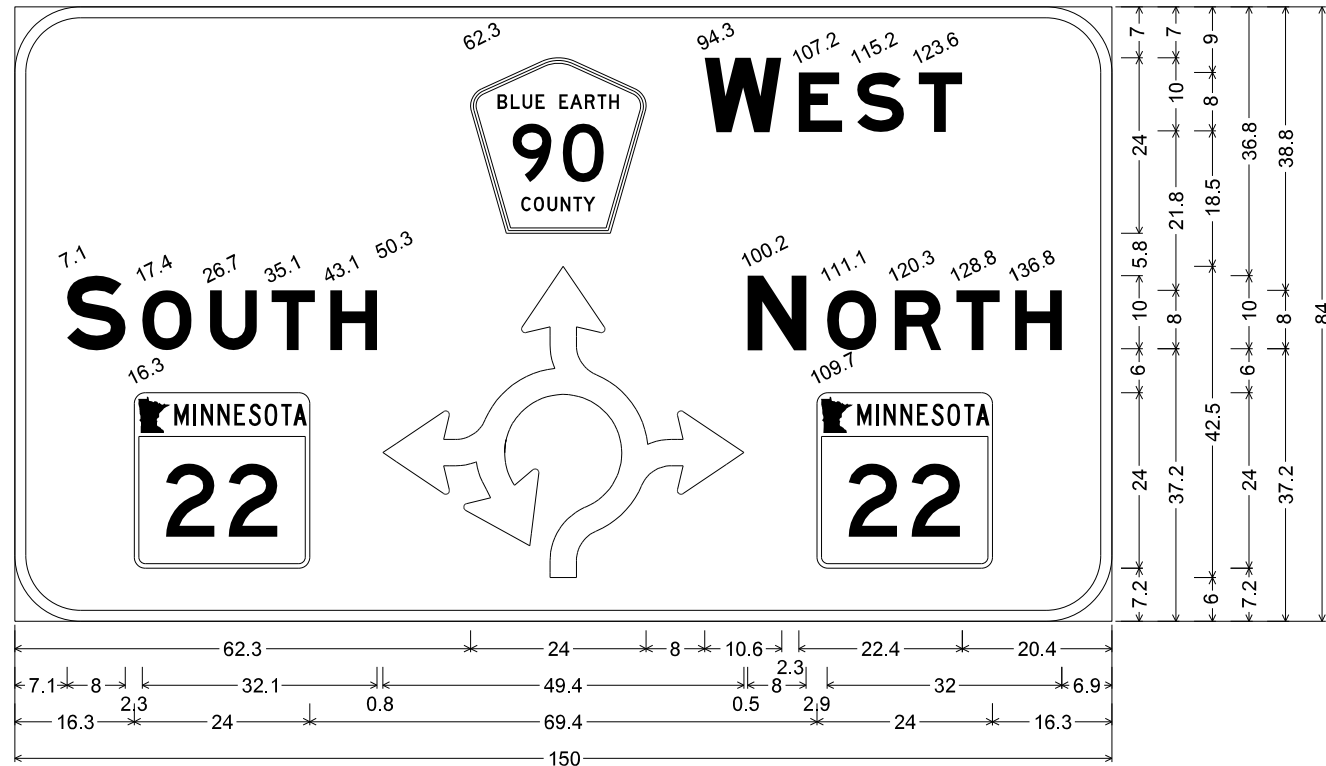 62.3 94.3 107.2 115.2 123.6
WEST
BLUE EARTH
90
COUNTY
7.1 17.4 26.7 35.1 43.1 50.3
SOUTH
100.2 111.1 120.3 128.8 136.8
NORTH
16.3
MINNESOTA
22
109.7
MINNESOTA
22
7 24 5.8 10 6 24 7.2
7 10 21.8 8 37.2
9 8 18.5 42.5 6
36.8 10 6 24 7.2
38.8 8 37.2
84
62.3 24 8 10.6 2.3 22.4 20.4
7.1 8 2.3 32.1 0.8 49.4 0.5 8 2.9 32 6.9
16.3 24 69.4 24 16.3
150